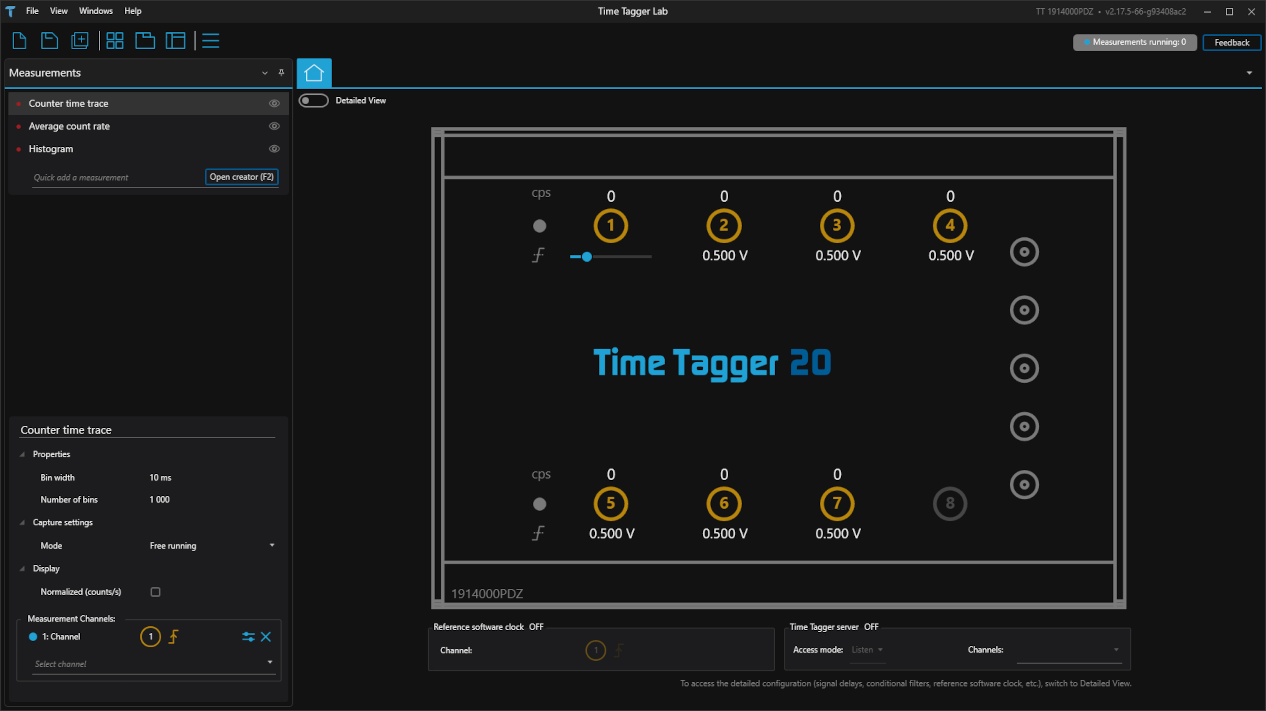 File View Windows Help
Time Tagger Lab
TT 1914000PDZ • v2.17.5-66-g93408ac2
Measurements running: 0
Feedback
Measurements
Counter time trace
Average count rate
Histogram
Quick add a measurement
Open creator (F2)
Detailed View
cps 0 0 0 0
1 2 3 4
0.500 V 0.500 V 0.500 V
Time Tagger 20
cps 0 0 0
5 6 7 8
0.500 V 0.500 V 0.500 V
1914000PDZ
Counter time trace
Properties
Bin width 10 ms
Number of bins 1 000
Capture settings
Mode Free running
Display
Normalized (counts/s)
Measurement Channels:
1: Channel 1
Select channel
Reference software clock OFF
Channel: 1
Time Tagger server OFF
Access mode: Listen Channels:
To access the detailed configuration (signal delays, conditional filters, reference software clock, etc.), switch to Detailed View.